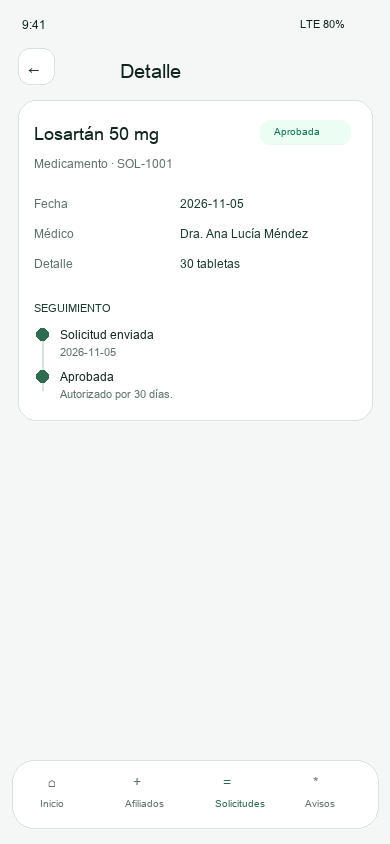 9:41 LTE 80%
← Detalle
Losartán 50 mg Aprobada
Medicamento · SOL-1001
Fecha 2026-11-05
Médico Dra. Ana Lucía Méndez
Detalle 30 tabletas
SEGUIMIENTO
Solicitud enviada
2026-11-05
Aprobada
Autorizado por 30 días.
⌂ + = *
Inicio Afiliados Solicitudes Avisos